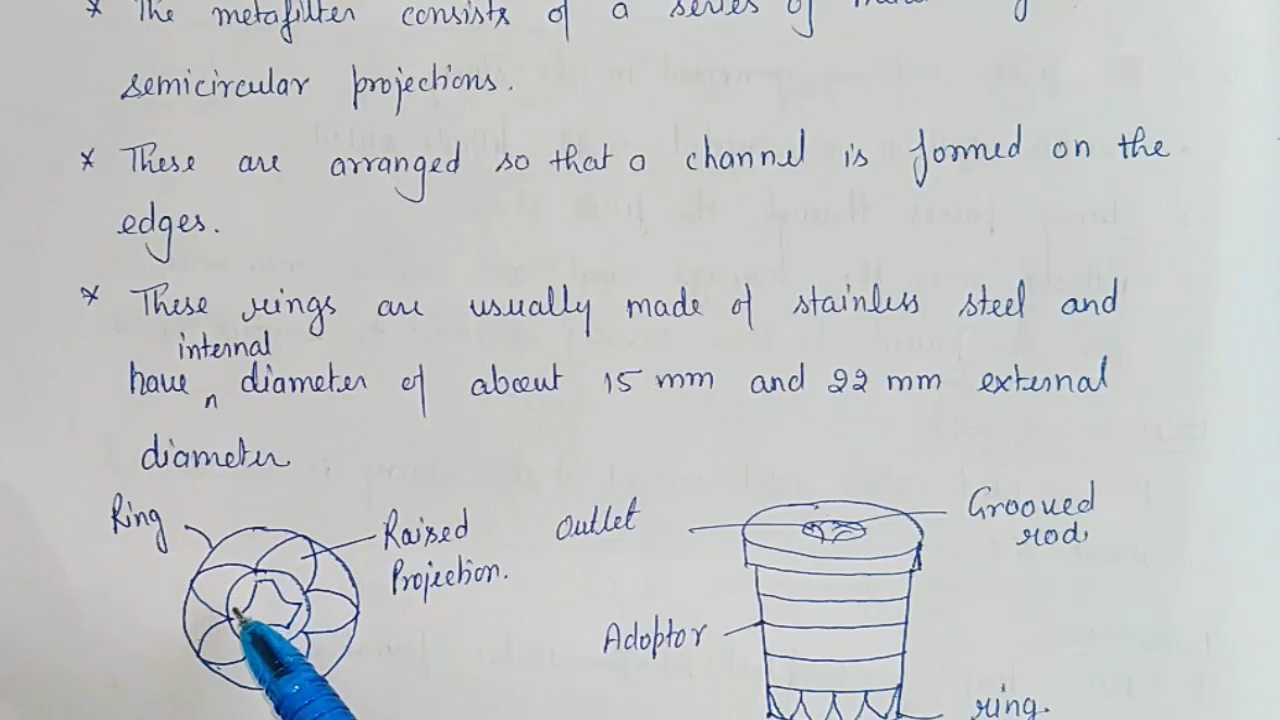 * The metafilter consists of a series of
semicircular projections.
* These are arranged so that a channel is formed on the
edges.
* These rings are usually made of stainless steel and
internal
have diameter of about 15 mm and 22 mm external
diameter
Ring
Raised
Projection.
Outlet
Grooved
rod.
Adoptor
ring.